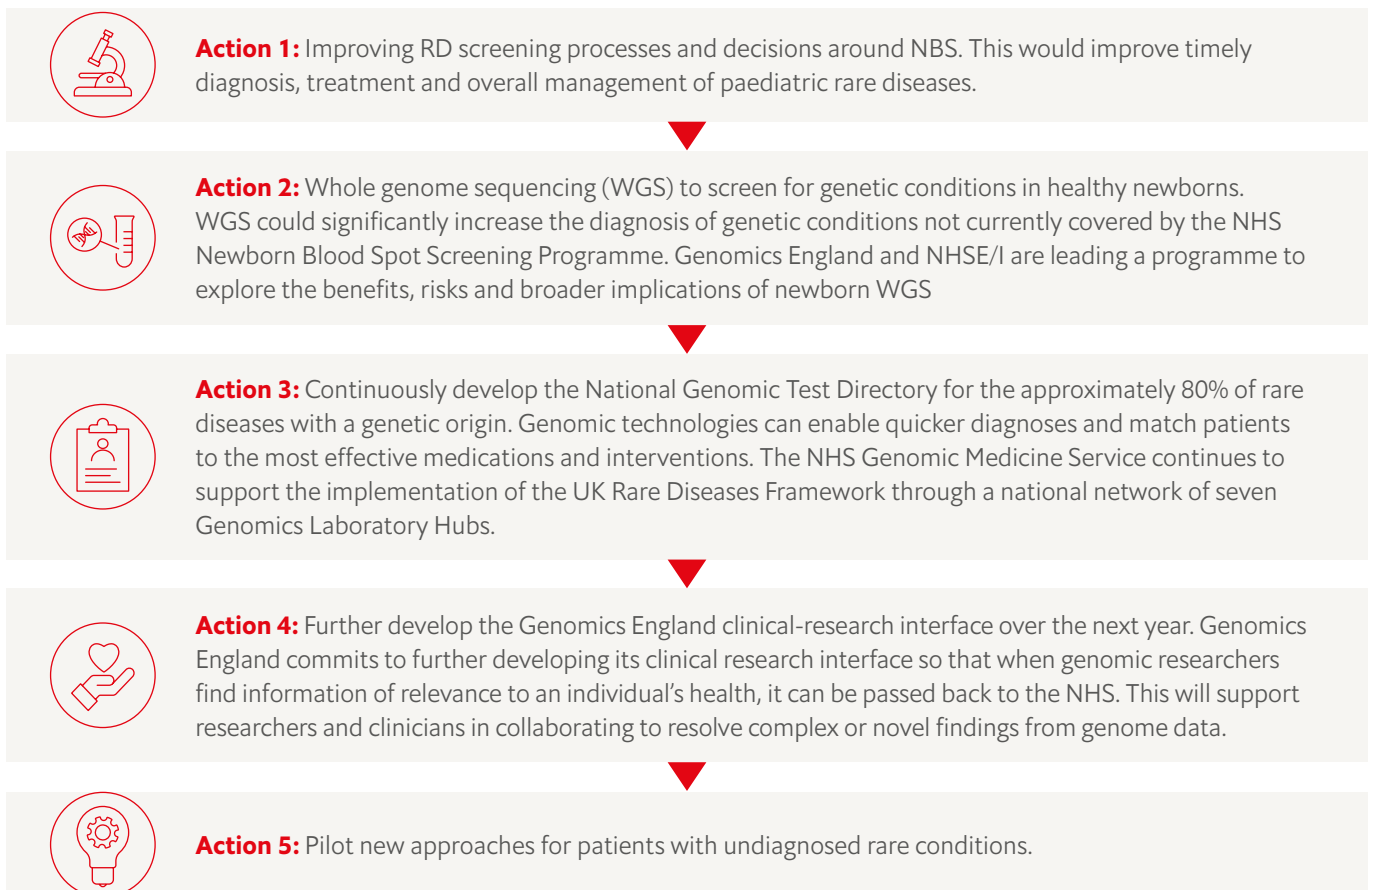 Action 1: Improving RD screening processes and decisions around NBS. This would improve timely
diagnosis, treatment and overall management of paediatric rare diseases.
Action 2: Whole genome sequencing (WGS) to screen for genetic conditions in healthy newborns.
WGS could significantly increase the diagnosis of genetic conditions not currently covered by the NHS
Newborn Blood Spot Screening Programme. Genomics England and NHSE/I are leading a programme to
explore the benefits, risks and broader implications of newborn WGS
Action 3: Continuously develop the National Genomic Test Directory for the approximately 80% of rare
diseases with a genetic origin. Genomic technologies can enable quicker diagnoses and match patients
to the most effective medications and interventions. The NHS Genomic Medicine Service continues to
support the implementation of the UK Rare Diseases Framework through a national network of seven
Genomics Laboratory Hubs.
Action 4: Further develop the Genomics England clinical-research interface over the next year. Genomics
England commits to further developing its clinical research interface so that when genomic researchers
find information of relevance to an individual’s health, it can be passed back to the NHS. This will support
researchers and clinicians in collaborating to resolve complex or novel findings from genome data.
Action 5: Pilot new approaches for patients with undiagnosed rare conditions.